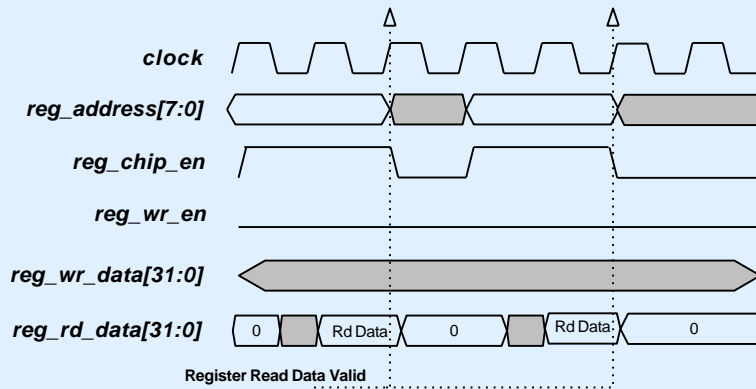 clock
reg_address[7:0]
reg_chip_en
reg_wr_en
reg_wr_data[31:0]
reg_rd_data[31:0] 0 Rd Data 0 Rd Data 0
Register Read Data Valid